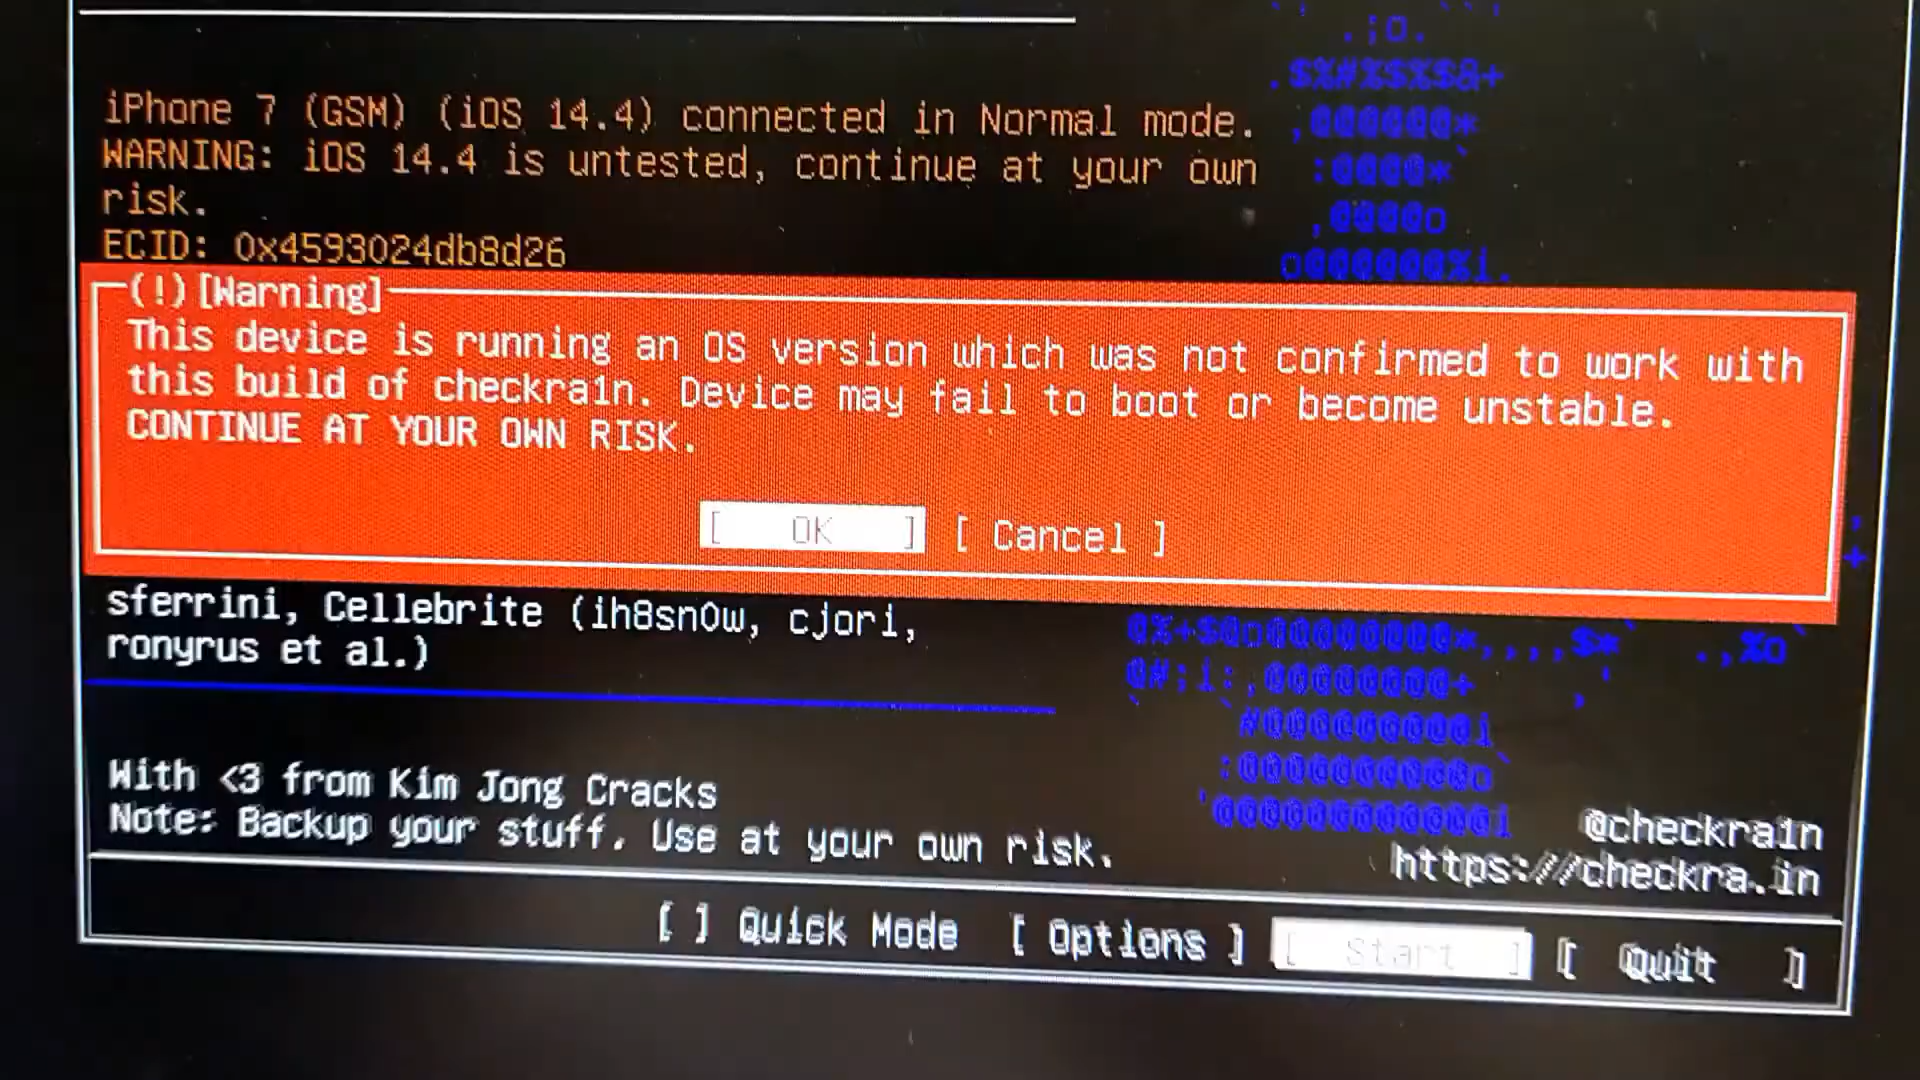 iPhone 7 (GSM) (iOS 14.4) connected in Normal mode.
WARNING: iOS 14.4 is untested, continue at your own
risk.
ECID: 0x4593024db8d26
(!)[Warning]
This device is running an OS version which was not confirmed to work with
this build of checkra1n. Device may fail to boot or become unstable.
CONTINUE AT YOUR OWN RISK.
[ OK ] [ Cancel ]
sferrini, Cellebrite (ih8sn0w, cjori,
ronyrus et al.)
With <3 from Kim Jong Cracks
Note: Backup your stuff. Use at your own risk.
@checkra1n
https://checkra.in
[ ] Quick Mode [ Options ] [ Start ] [ Quit ]